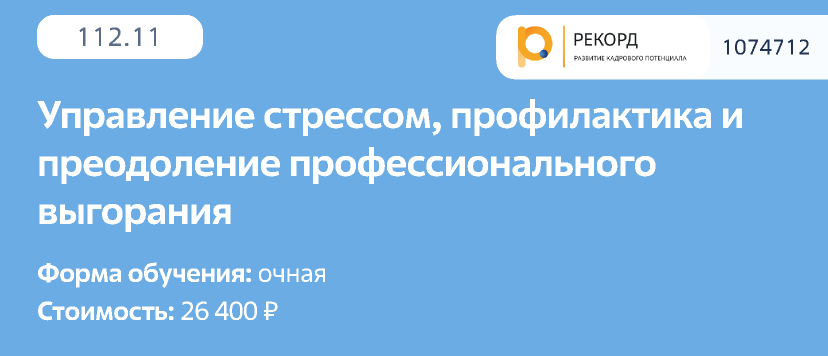 112.11
РЕКОРД
РАЗВИТИЕ КАДРОВОГО ПОТЕНЦИАЛА
1074712
Управление стрессом, профилактика и
преодоление профессионального
выгорания
Форма обучения: очная
Стоимость: 26 400 ₽